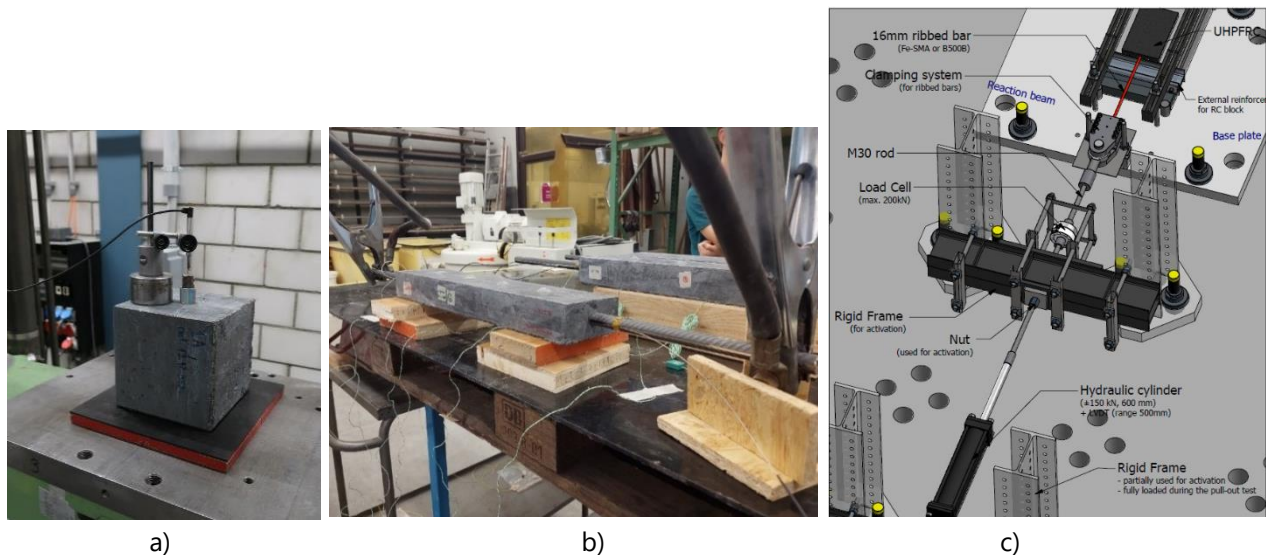 16mm ribbed bar
(Fe-SMA or B500B)
UHPFRC
Clamping system
(for ribbed bars)
Reaction beam
External reinforcer
for RC block
Base plate
M30 rod
Load Cell
(max. 200kN)
Rigid Frame
(for activation)
Nut
(used for activation)
Hydraulic cylinder
(±150 kN, 600 mm)
+ LVDT (range 500mm)
Rigid Frame
- partially used for activation
- fully loaded during the pull-out test
a)
b)
c)